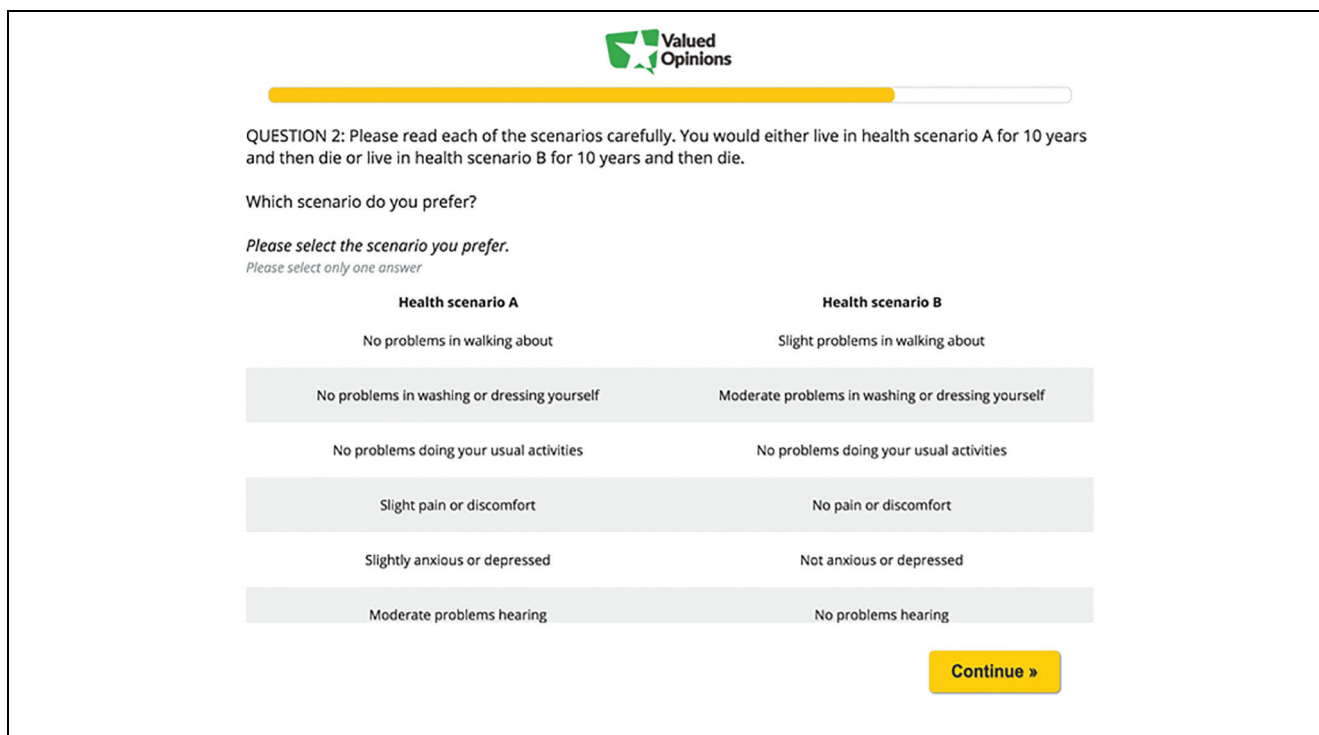 Valued
Opinions
QUESTION 2: Please read each of the scenarios carefully. You would either live in health scenario A for 10 years
and then die or live in health scenario B for 10 years and then die.
Which scenario do you prefer?
Please select the scenario you prefer.
Please select only one answer
Health scenario A Health scenario B
No problems in walking about Slight problems in walking about
No problems in washing or dressing yourself Moderate problems in washing or dressing yourself
No problems doing your usual activities No problems doing your usual activities
Slight pain or discomfort No pain or discomfort
Slightly anxious or depressed Not anxious or depressed
Moderate problems hearing No problems hearing
Continue »